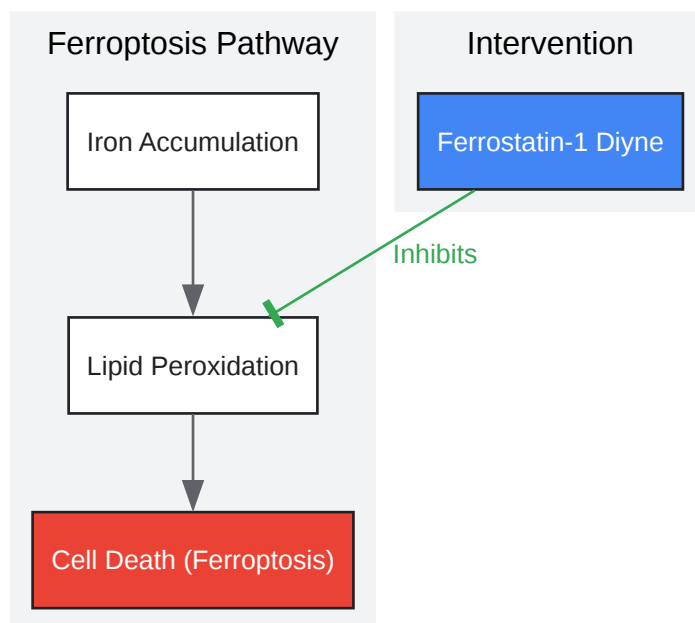 Ferroptosis Pathway
Intervention
Iron Accumulation
Ferrostatin-1 Diyne
Inhibits
Lipid Peroxidation
Cell Death (Ferroptosis)